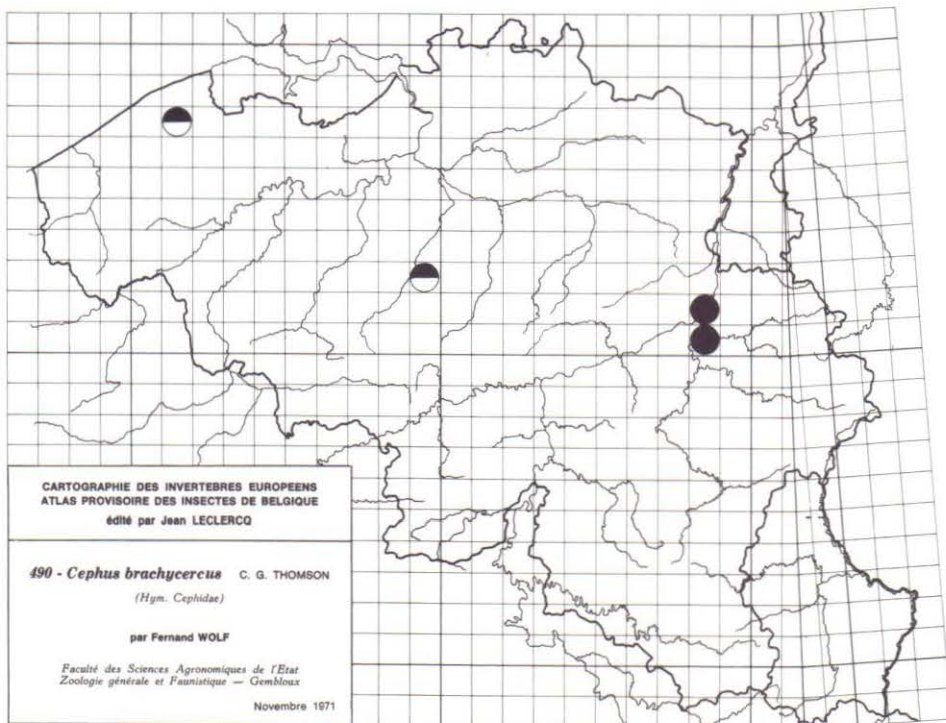 CARTOGRAPHIE DES INVERTEBRES EUROPEENS
ATLAS PROVISOIRE DES INSECTES DE BELGIQUE
édité par Jean LECLERCQ
490 - Cephus brachycercus C. G. THOMSON
(Hym. Cephidae)
par Fernand WOLF
Faculté des Sciences Agronomiques de l'Etat
Zoologie générale et Faunistique — Gembloux
Novembre 1971